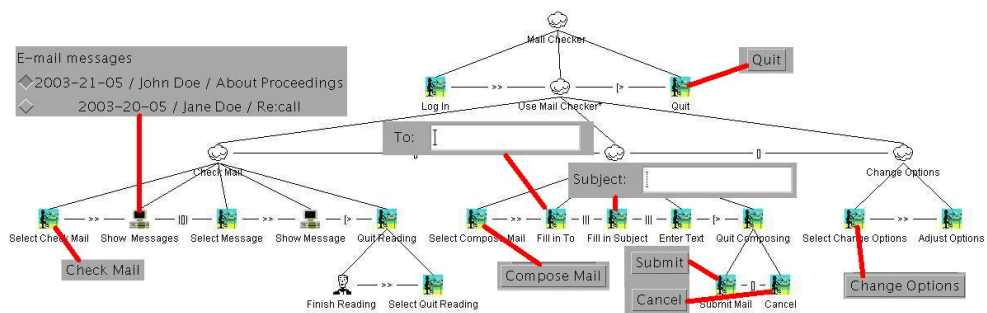 Mail Checker
E-mail messages
2003-21-05 / John Doe / About Proceedings
2003-20-05 / Jane Doe / Re:call
Quit
Log In
>>
Use Mail Checker*
[>
Quit
To:
Check Mail
[]
[]
Change Options
Subject:
Select Check Mail
>>
Show Messages
|[]|
Select Message
>>
Show Message
[>
Quit Reading
Select Compose Mail
>>
Fill in To
|||
Fill in Subject
|||
Enter Text
[>
Quit Composing
Select Change Options
>>
Adjust Options
Check Mail
Compose Mail
Submit
Cancel
Change Options
Finish Reading
>>
Select Quit Reading
Submit Mail
[]
Cancel